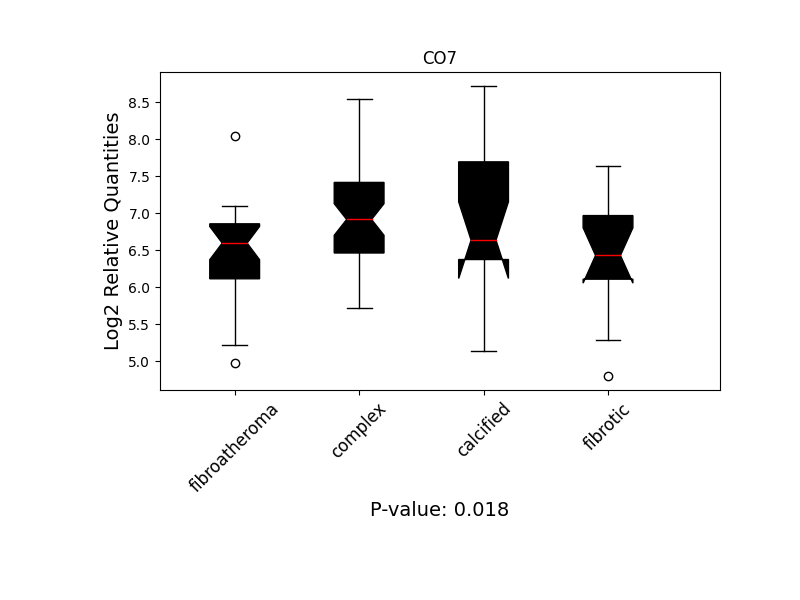 CO7
Log2 Relative Quantities
8.5
8.0
7.5
7.0
6.5
6.0
5.5
5.0
fibroatheroma
complex
calcified
fibrotic
P-value: 0.018